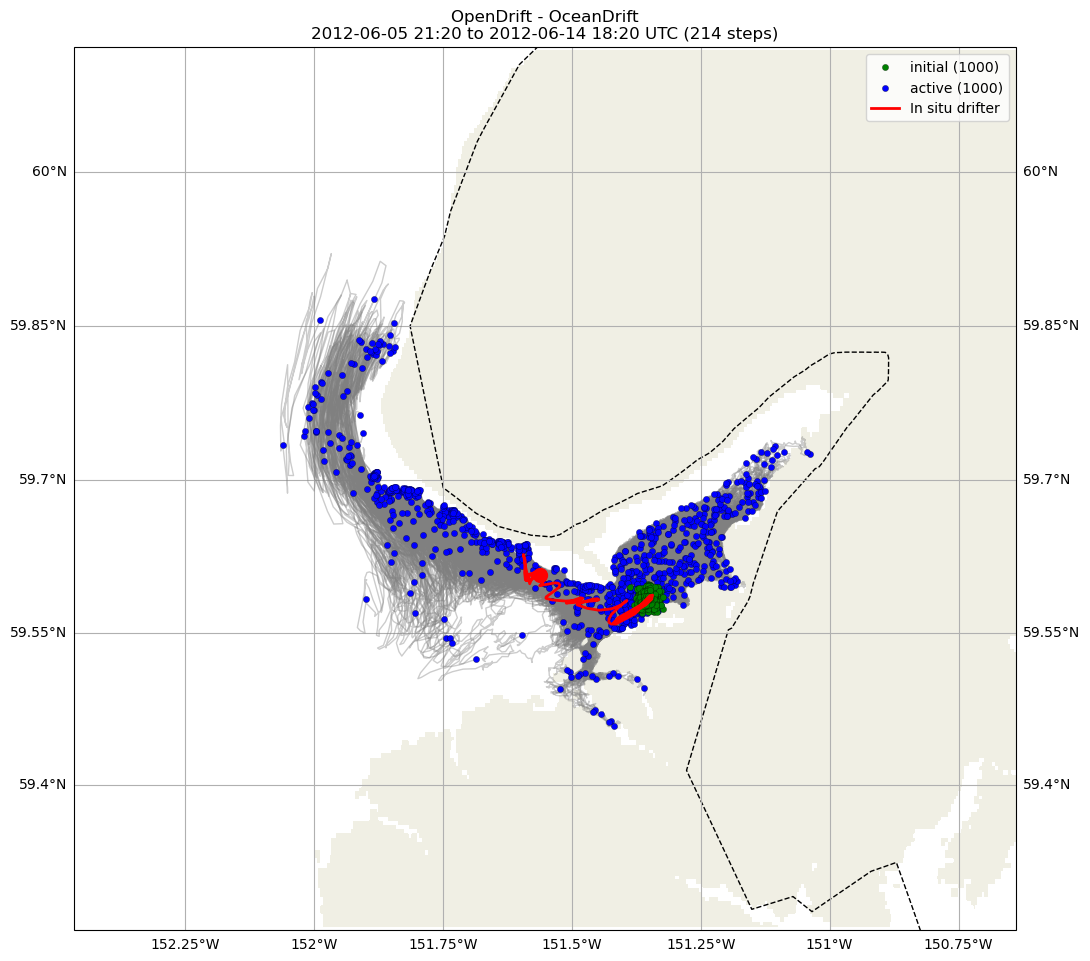 OpenDrift - OceanDrift
2012-06-05 21:20 to 2012-06-14 18:20 UTC (214 steps)
initial (1000)
active (1000)
In situ drifter
60°N
60°N
59.85°N
59.85°N
59.7°N
59.7°N
59.55°N
59.55°N
59.4°N
59.4°N
152.25°W
152°W
151.75°W
151.5°W
151.25°W
151°W
150.75°W